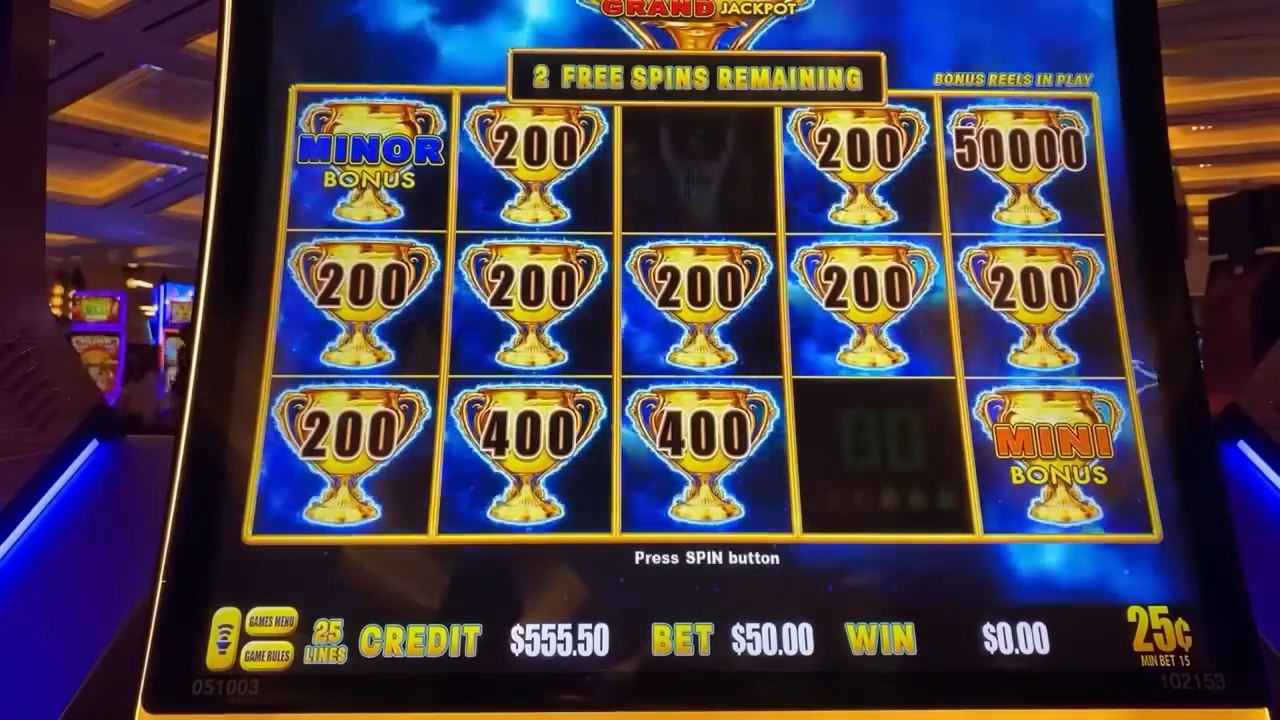 GRAND JACKPOT
2 FREE SPINS REMAINING
BONUS REELS IN PLAY
MINOR BONUS
200
200
50000
200
200
200
200
200
200
400
400
GO
MINI BONUS
Press SPIN button
GAMES MENU
GAME RULES
25 LINES
CREDIT $555.50
BET $50.00
WIN $0.00
25¢
MIN BET 15
051003
102153